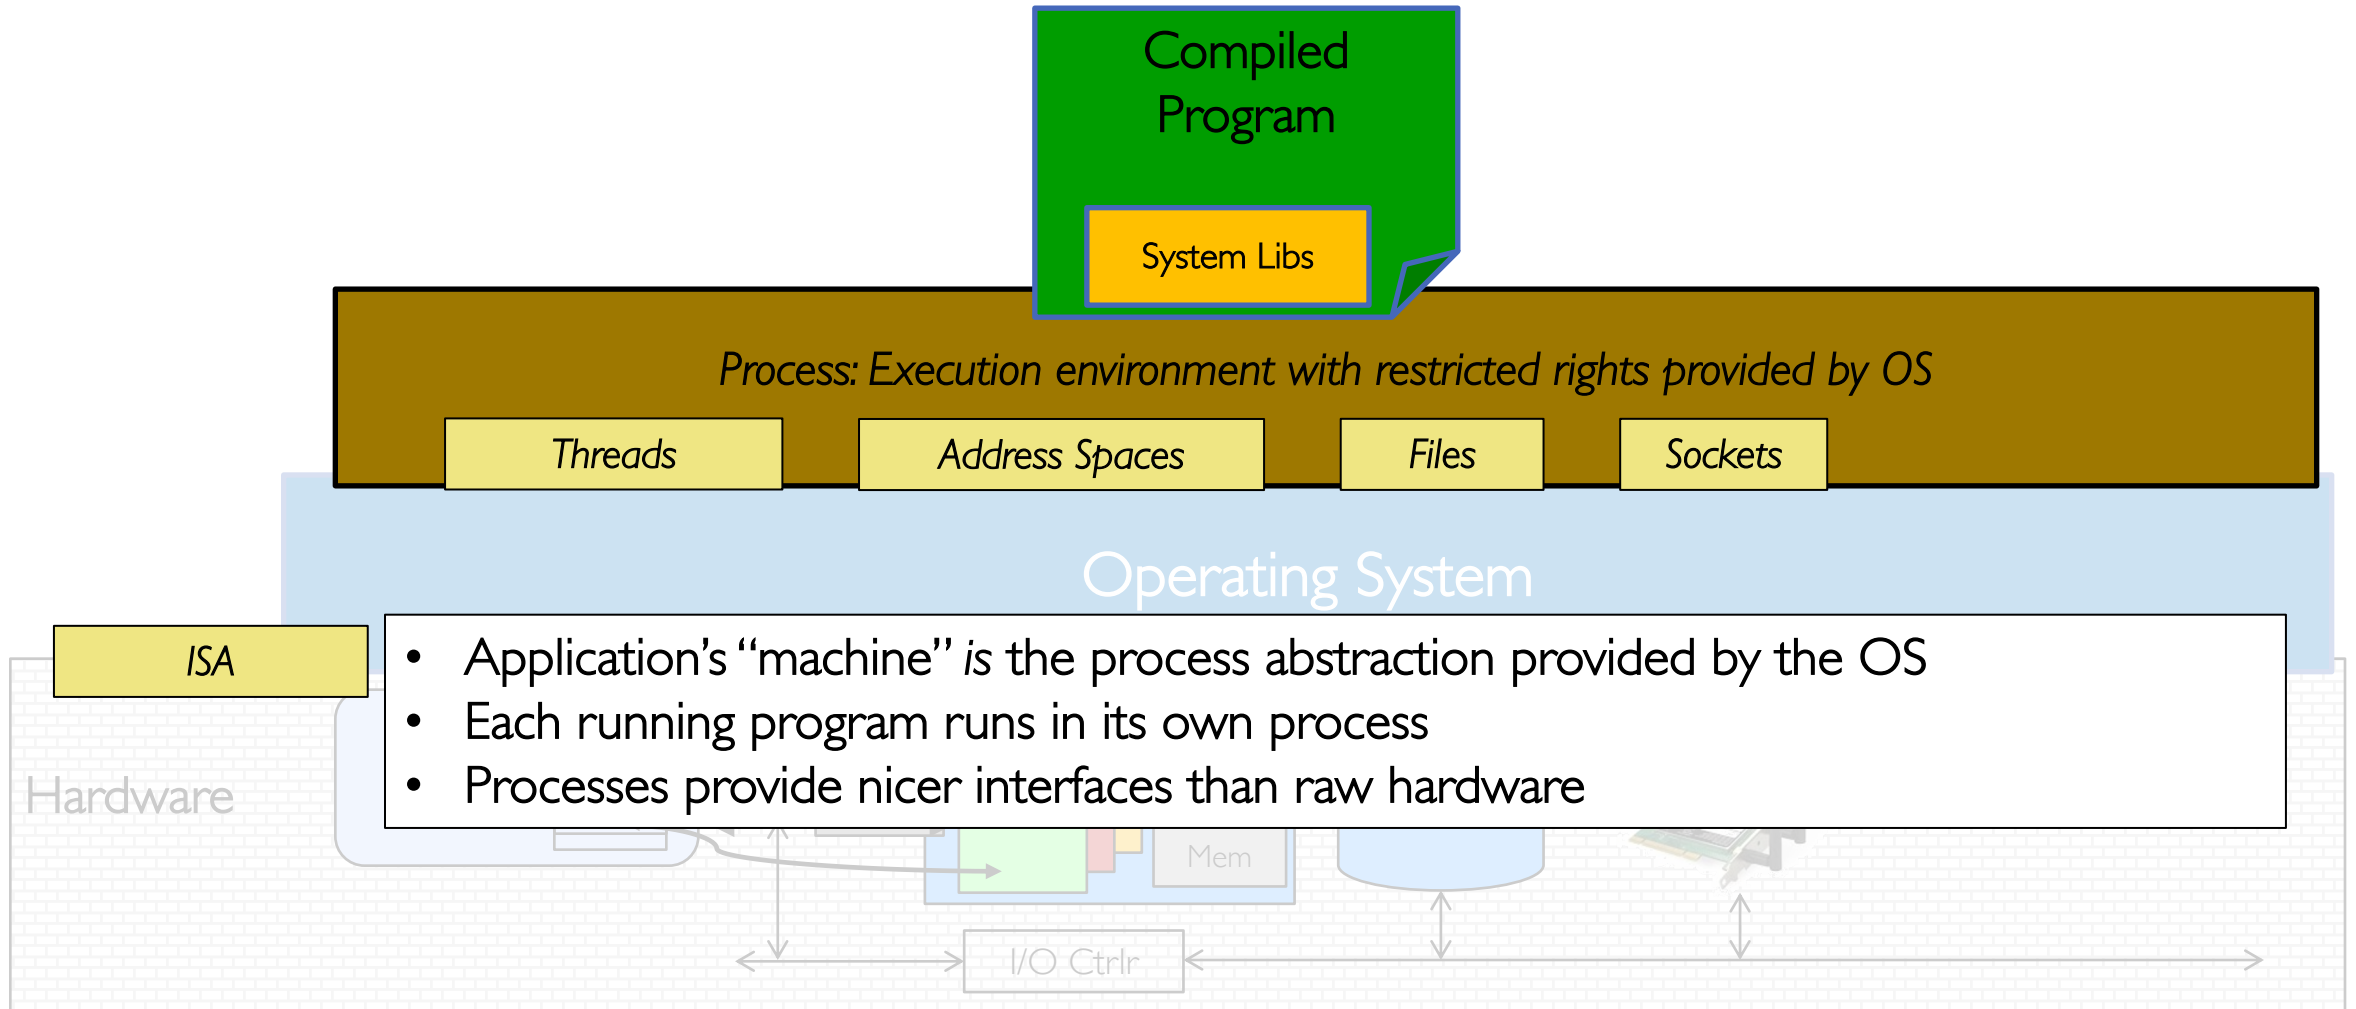 Compiled
Program
System Libs
Process: Execution environment with restricted rights provided by OS
Threads
Address Spaces
Files
Sockets
Operating System
ISA
• Application’s “machine” is the process abstraction provided by the OS
• Each running program runs in its own process
• Processes provide nicer interfaces than raw hardware
Hardware
Mem
I/O Ctrlr